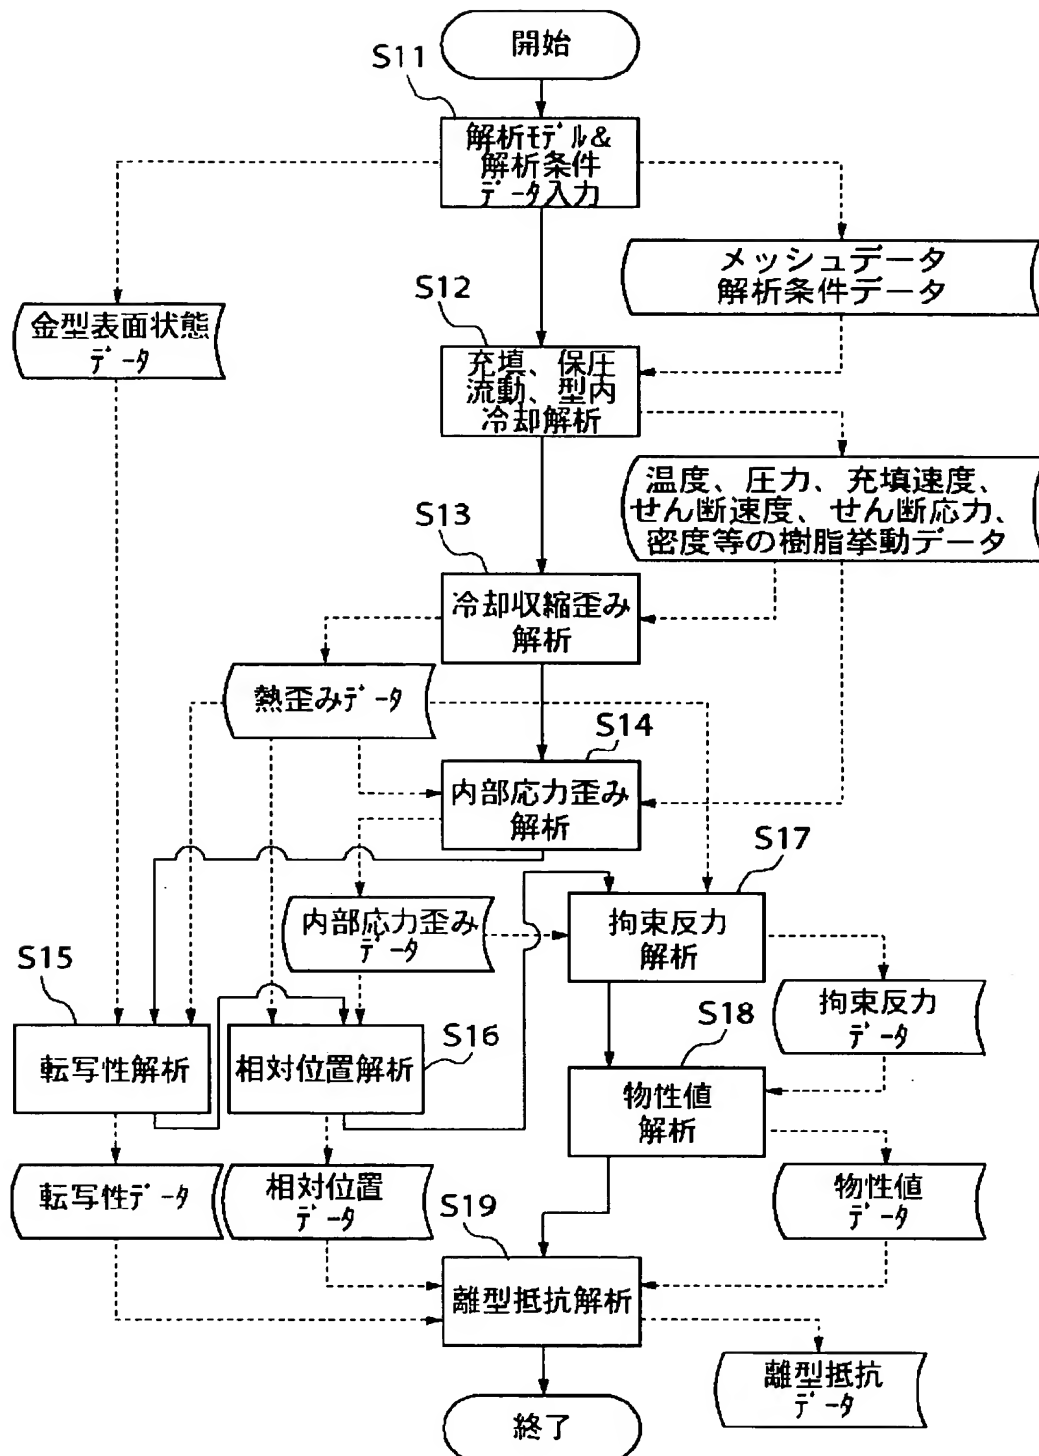 開始
S11
解析モデル&
解析条件
データ入力
メッシュデータ
解析条件データ
S12
金型表面状態
データ
充填、保圧
流動、型内
冷却解析
温度、圧力、充填速度、
せん断速度、せん断応力、
密度等の樹脂挙動データ
S13
冷却収縮歪み
解析
熱歪みデータ
S14
内部応力歪み
解析
S17
内部応力歪み
データ
拘束反力
解析
S15
拘束反力
データ
転写性解析
相対位置解析
S16
S18
物性値
解析
転写性データ
相対位置
データ
物性値
データ
S19
離型抵抗解析
離型抵抗
データ
終了